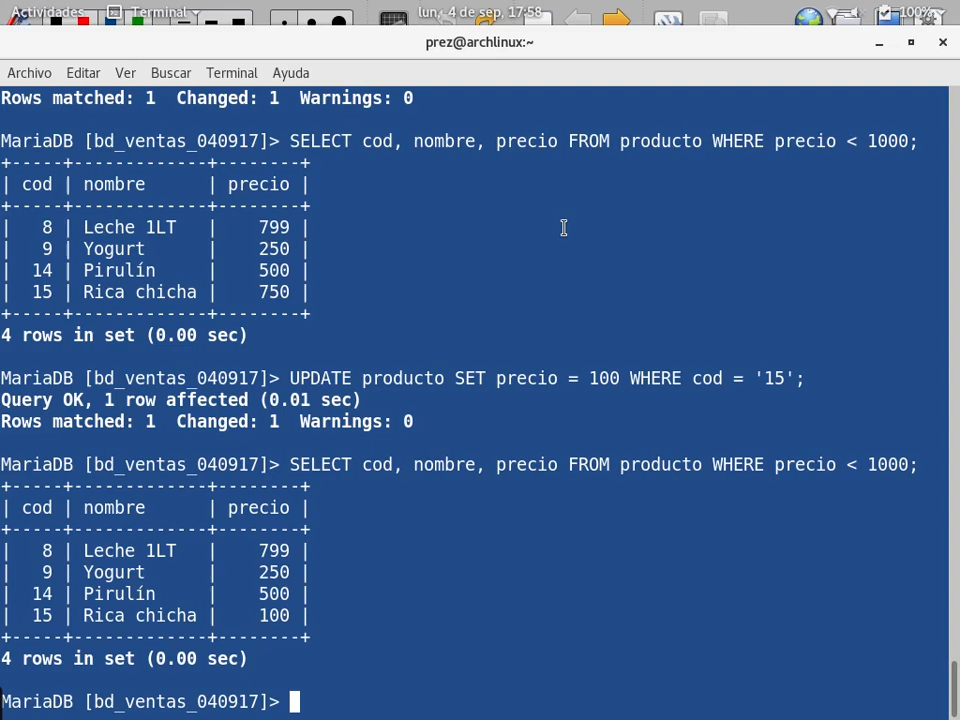 Actividades Terminal lun, 4 de sep, 17:58 100%
prez@archlinux:~
Archivo Editar Ver Buscar Terminal Ayuda
Rows matched: 1  Changed: 1  Warnings: 0
MariaDB [bd_ventas_040917]> SELECT cod, nombre, precio FROM producto WHERE precio < 1000;
+-----+-------------+--------+
| cod | nombre      | precio |
+-----+-------------+--------+
|   8 | Leche 1LT   |    799 |
|   9 | Yogurt      |    250 |
|  14 | Pirulín     |    500 |
|  15 | Rica chicha |    750 |
+-----+-------------+--------+
4 rows in set (0.00 sec)
MariaDB [bd_ventas_040917]> UPDATE producto SET precio = 100 WHERE cod = '15';
Query OK, 1 row affected (0.01 sec)
Rows matched: 1  Changed: 1  Warnings: 0
MariaDB [bd_ventas_040917]> SELECT cod, nombre, precio FROM producto WHERE precio < 1000;
+-----+-------------+--------+
| cod | nombre      | precio |
+-----+-------------+--------+
|   8 | Leche 1LT   |    799 |
|   9 | Yogurt      |    250 |
|  14 | Pirulín     |    500 |
|  15 | Rica chicha |    100 |
+-----+-------------+--------+
4 rows in set (0.00 sec)
MariaDB [bd_ventas_040917]>